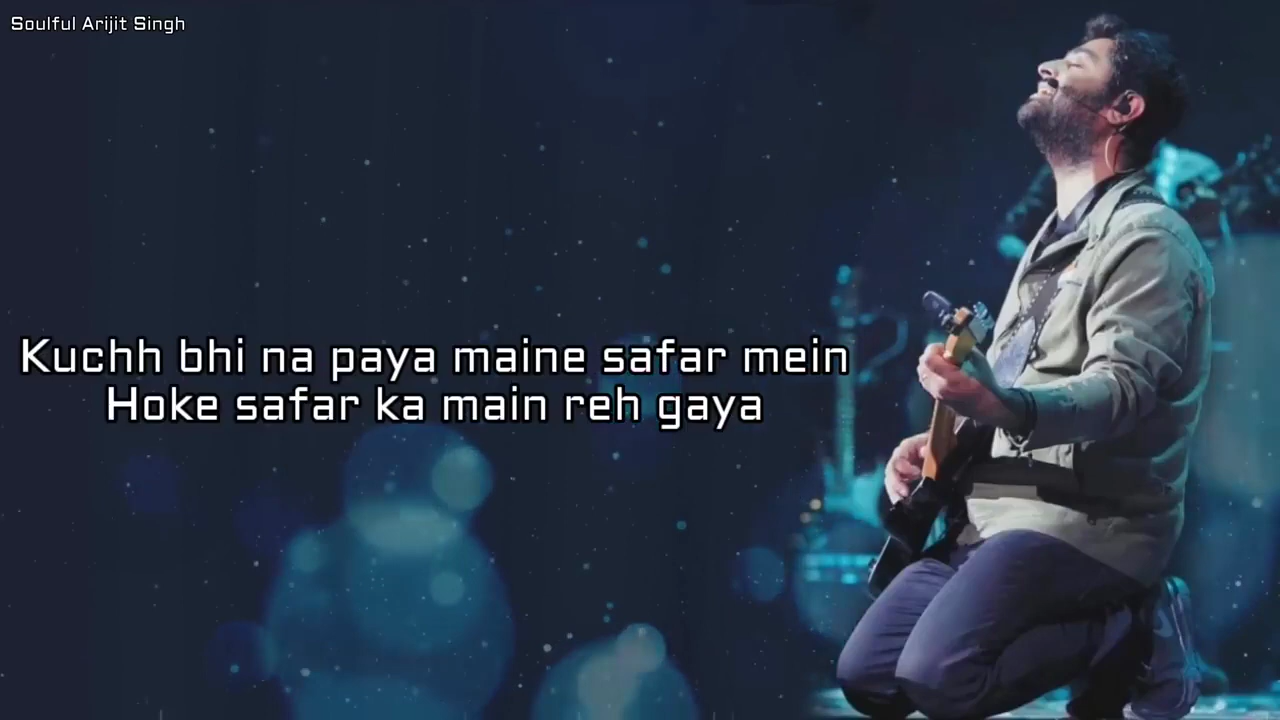 Soulful Arijit Singh
Kuchh bhi na paya maine safar mein
Hoke safar ka main reh gaya